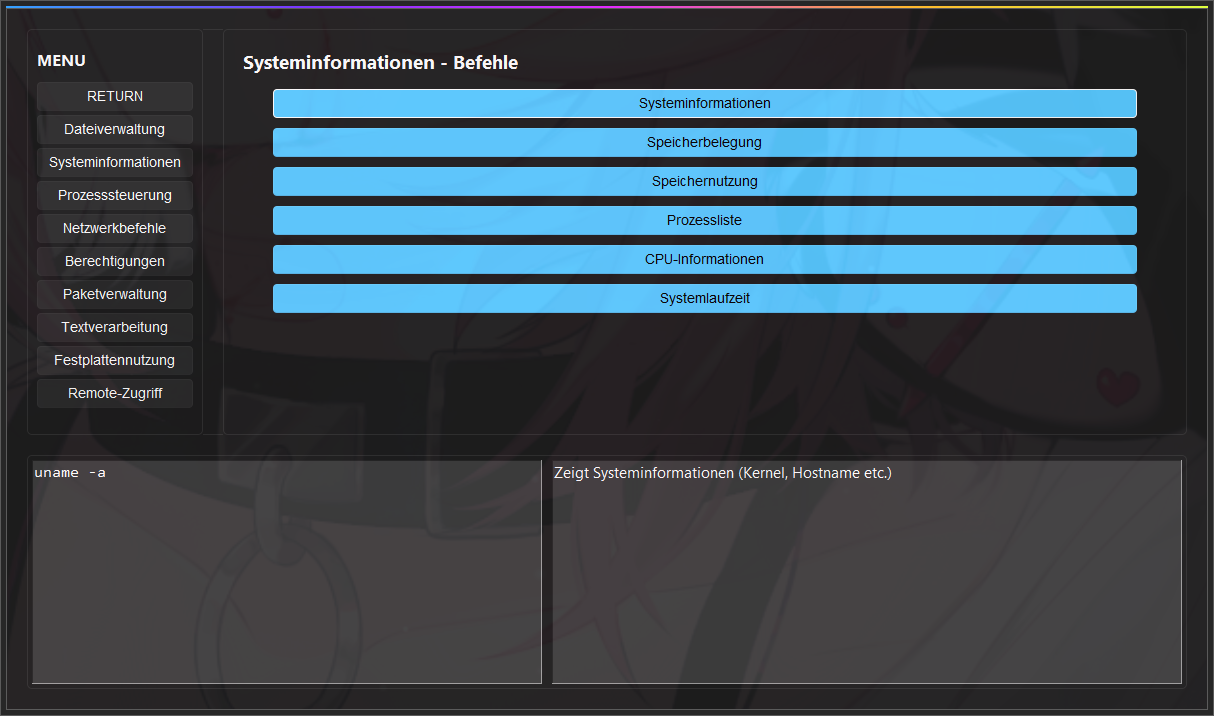 MENU
RETURN
Dateiverwaltung
Systeminformationen
Prozesssteuerung
Netzwerkbefehle
Berechtigungen
Paketverwaltung
Textverarbeitung
Festplattennutzung
Remote-Zugriff
Systeminformationen - Befehle
Systeminformationen
Speicherbelegung
Speichernutzung
Prozessliste
CPU-Informationen
Systemlaufzeit
uname -a
Zeigt Systeminformationen (Kernel, Hostname etc.)